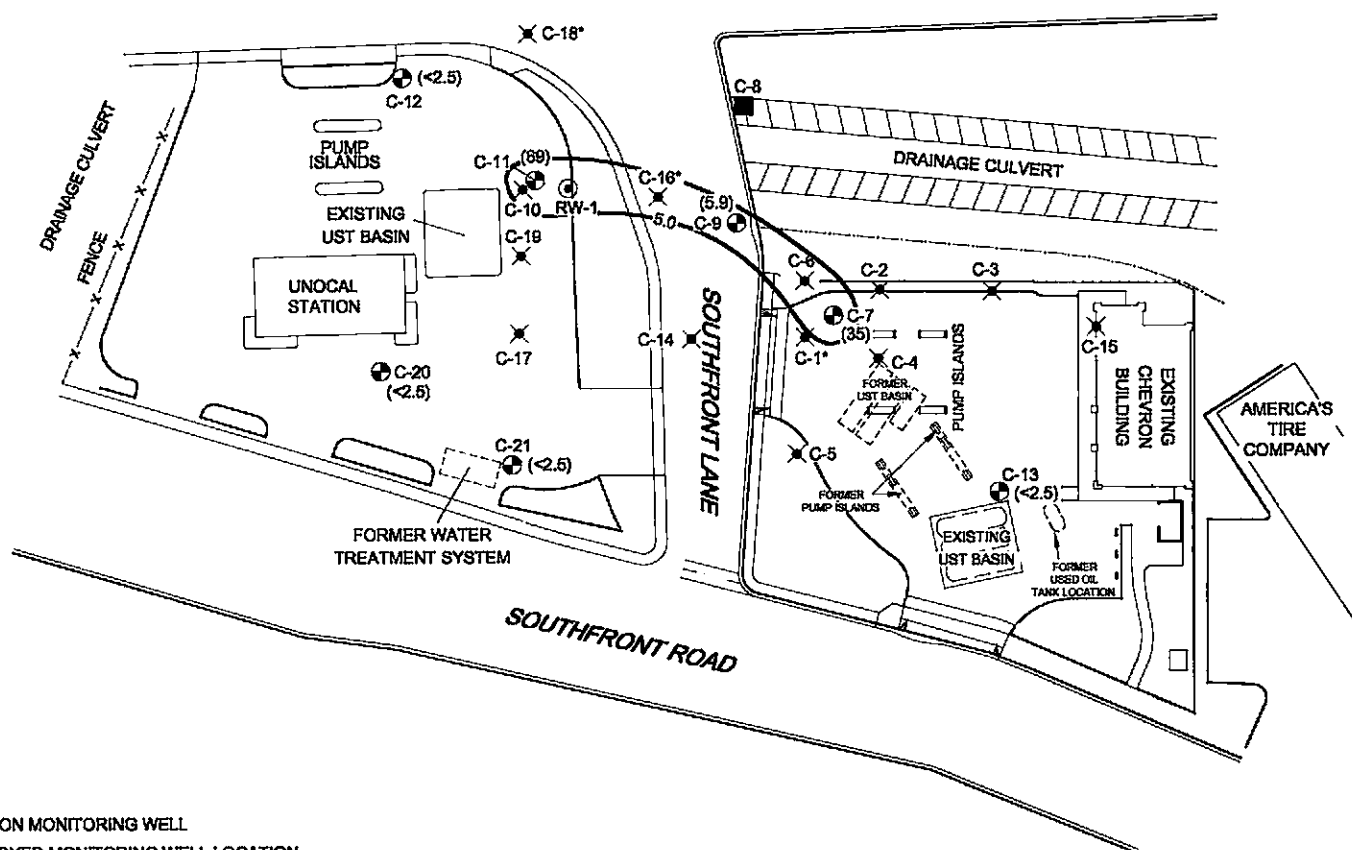 C-18*
(<2.5)
C-12
C-8
DRAINAGE CULVERT
PUMP
ISLANDS
DRAINAGE CULVERT
FENCE
X
X
X
X
C-11
(69)
C-10
RW-1
C-16*
(5.9)
C-9
5.0
EXISTING
UST BASIN
C-19
C-6
C-2
C-3
UNOCAL
STATION
C-17
C-14
SOUTHFRONT LANE
C-7
(35)
C-1*
C-4
PUMP ISLANDS
C-15
EXISTING
CHEVRON
BUILDING
FORMER
UST BASIN
AMERICA'S
TIRE
COMPANY
C-20
(<2.5)
C-5
C-21
(<2.5)
C-13
(<2.5)
FORMER
PUMP ISLANDS
EXISTING
UST BASIN
FORMER
USED OIL
TANK LOCATION
FORMER WATER
TREATMENT SYSTEM
SOUTHFRONT ROAD
ON MONITORING WELL
MONITORING WELL LOCATION